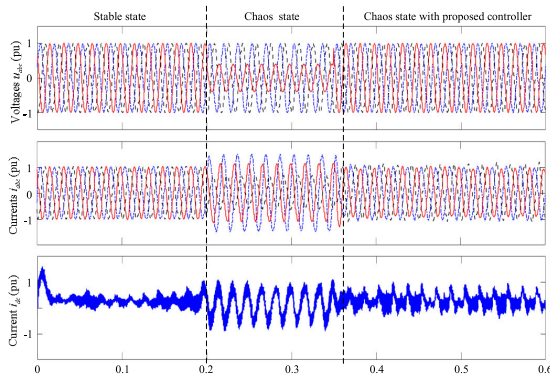 Stable state
Chaos state
Chaos state with proposed controller
Voltages u_abc (pu)
1
0
-1
Currents i_abc (pu)
1
0
-1
Current i_dc (pu)
1
-1
0
0.1
0.2
0.3
0.4
0.5
0.6